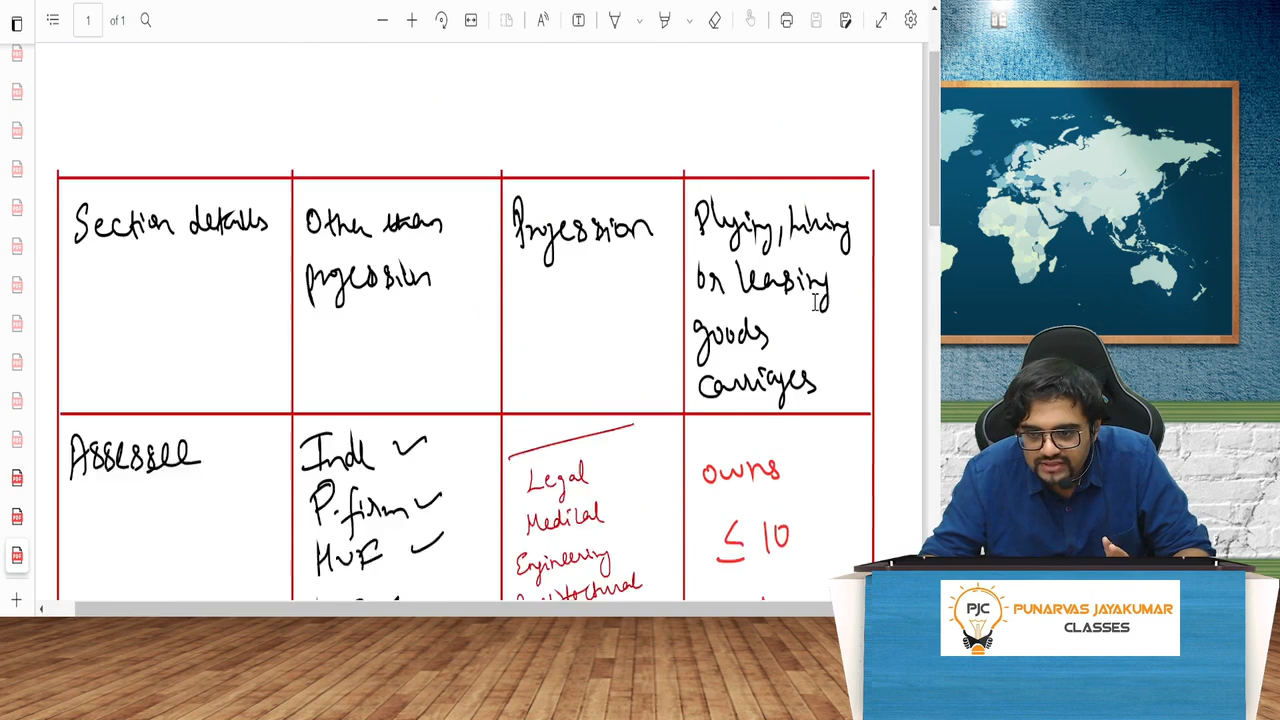 1 of 1
Section details
Other than
profession
Profession
Plying, hiring
or leasing
goods
carriages
Assessee
Indl ✓
P. firm ✓
HUF ✓
Legal
Medical
Engineering
Architectural
owns
≤ 10
PJC
PUNARVAS JAYAKUMAR
CLASSES